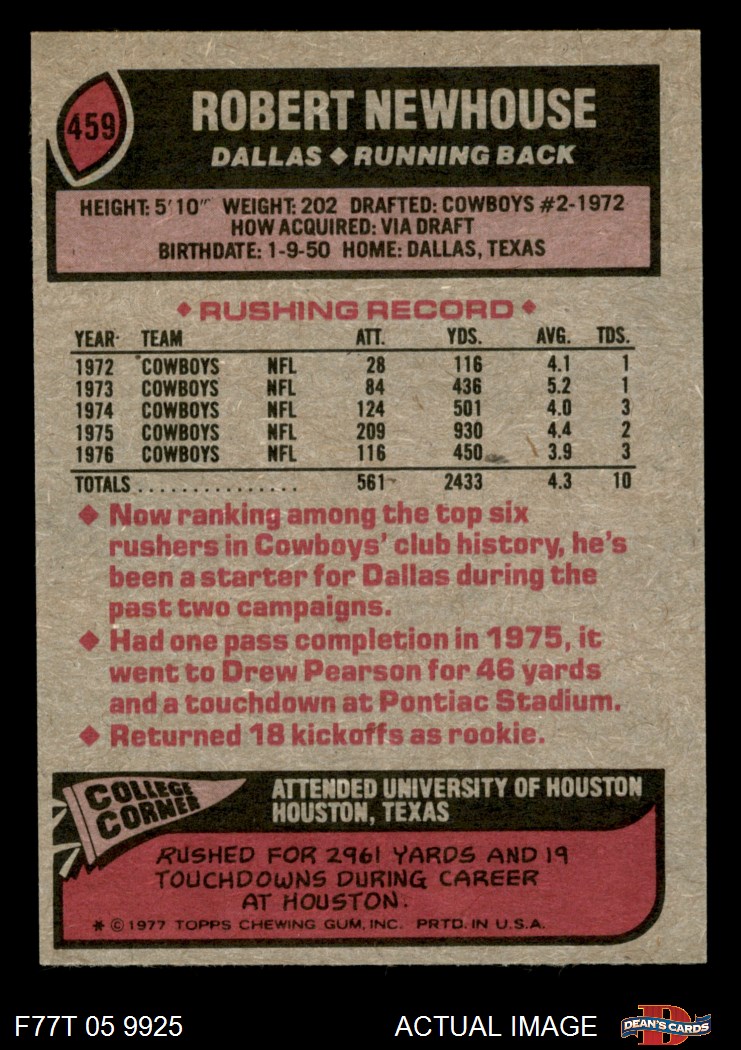 459
ROBERT NEWHOUSE
DALLAS ◆ RUNNING BACK
HEIGHT: 5'10" WEIGHT: 202 DRAFTED: COWBOYS #2-1972
HOW ACQUIRED: VIA DRAFT
BIRTHDATE: 1-9-50 HOME: DALLAS, TEXAS
◆ RUSHING RECORD ◆
YEAR TEAM ATT. YDS. AVG. TDS.
1972 COWBOYS NFL 28 116 4.1 1
1973 COWBOYS NFL 84 436 5.2 1
1974 COWBOYS NFL 124 501 4.0 3
1975 COWBOYS NFL 209 930 4.4 2
1976 COWBOYS NFL 116 450 3.9 3
TOTALS . . . . . . . . . . . . . . . 561 2433 4.3 10
◆ Now ranking among the top six
rushers in Cowboys' club history, he's
been a starter for Dallas during the
past two campaigns.
◆ Had one pass completion in 1975, it
went to Drew Pearson for 46 yards
and a touchdown at Pontiac Stadium.
◆ Returned 18 kickoffs as rookie.
COLLEGE
CORNER
ATTENDED UNIVERSITY OF HOUSTON
HOUSTON, TEXAS
RUSHED FOR 2961 YARDS AND 19
TOUCHDOWNS DURING CAREER
AT HOUSTON.
* © 1977 TOPPS CHEWING GUM, INC. PRTD. IN U.S.A.
F77T 05 9925 ACTUAL IMAGE
D
DEAN'S CARDS